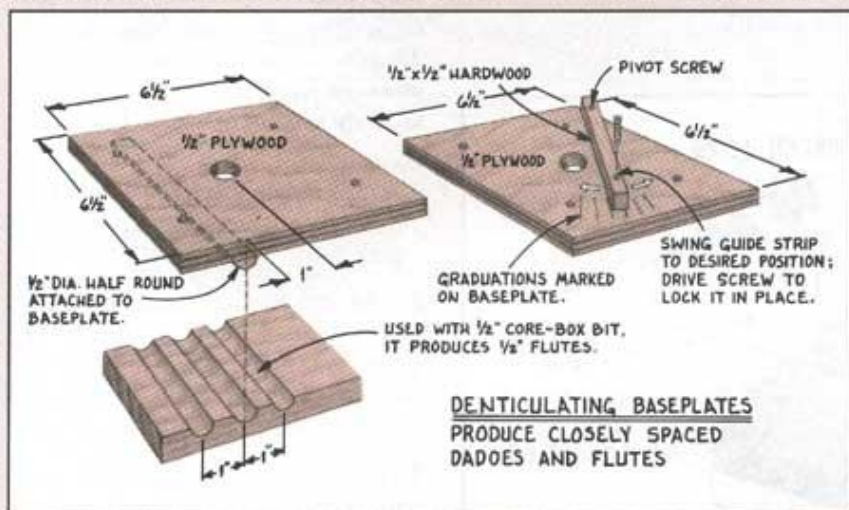 6½"
½" PLYWOOD
6½"
½" DIA. HALF ROUND
ATTACHED TO
BASEPLATE.
1"
USED WITH ½" CORE-BOX BIT,
IT PRODUCES ½" FLUTES.
1"
1"
½"x½" HARDWOOD
PIVOT SCREW
6½"
6½"
½" PLYWOOD
GRADUATIONS MARKED
ON BASEPLATE.
SWING GUIDE STRIP
TO DESIRED POSITION;
DRIVE SCREW TO
LOCK IT IN PLACE.
DENTICULATING BASEPLATES
PRODUCE CLOSELY SPACED
DADOES AND FLUTES